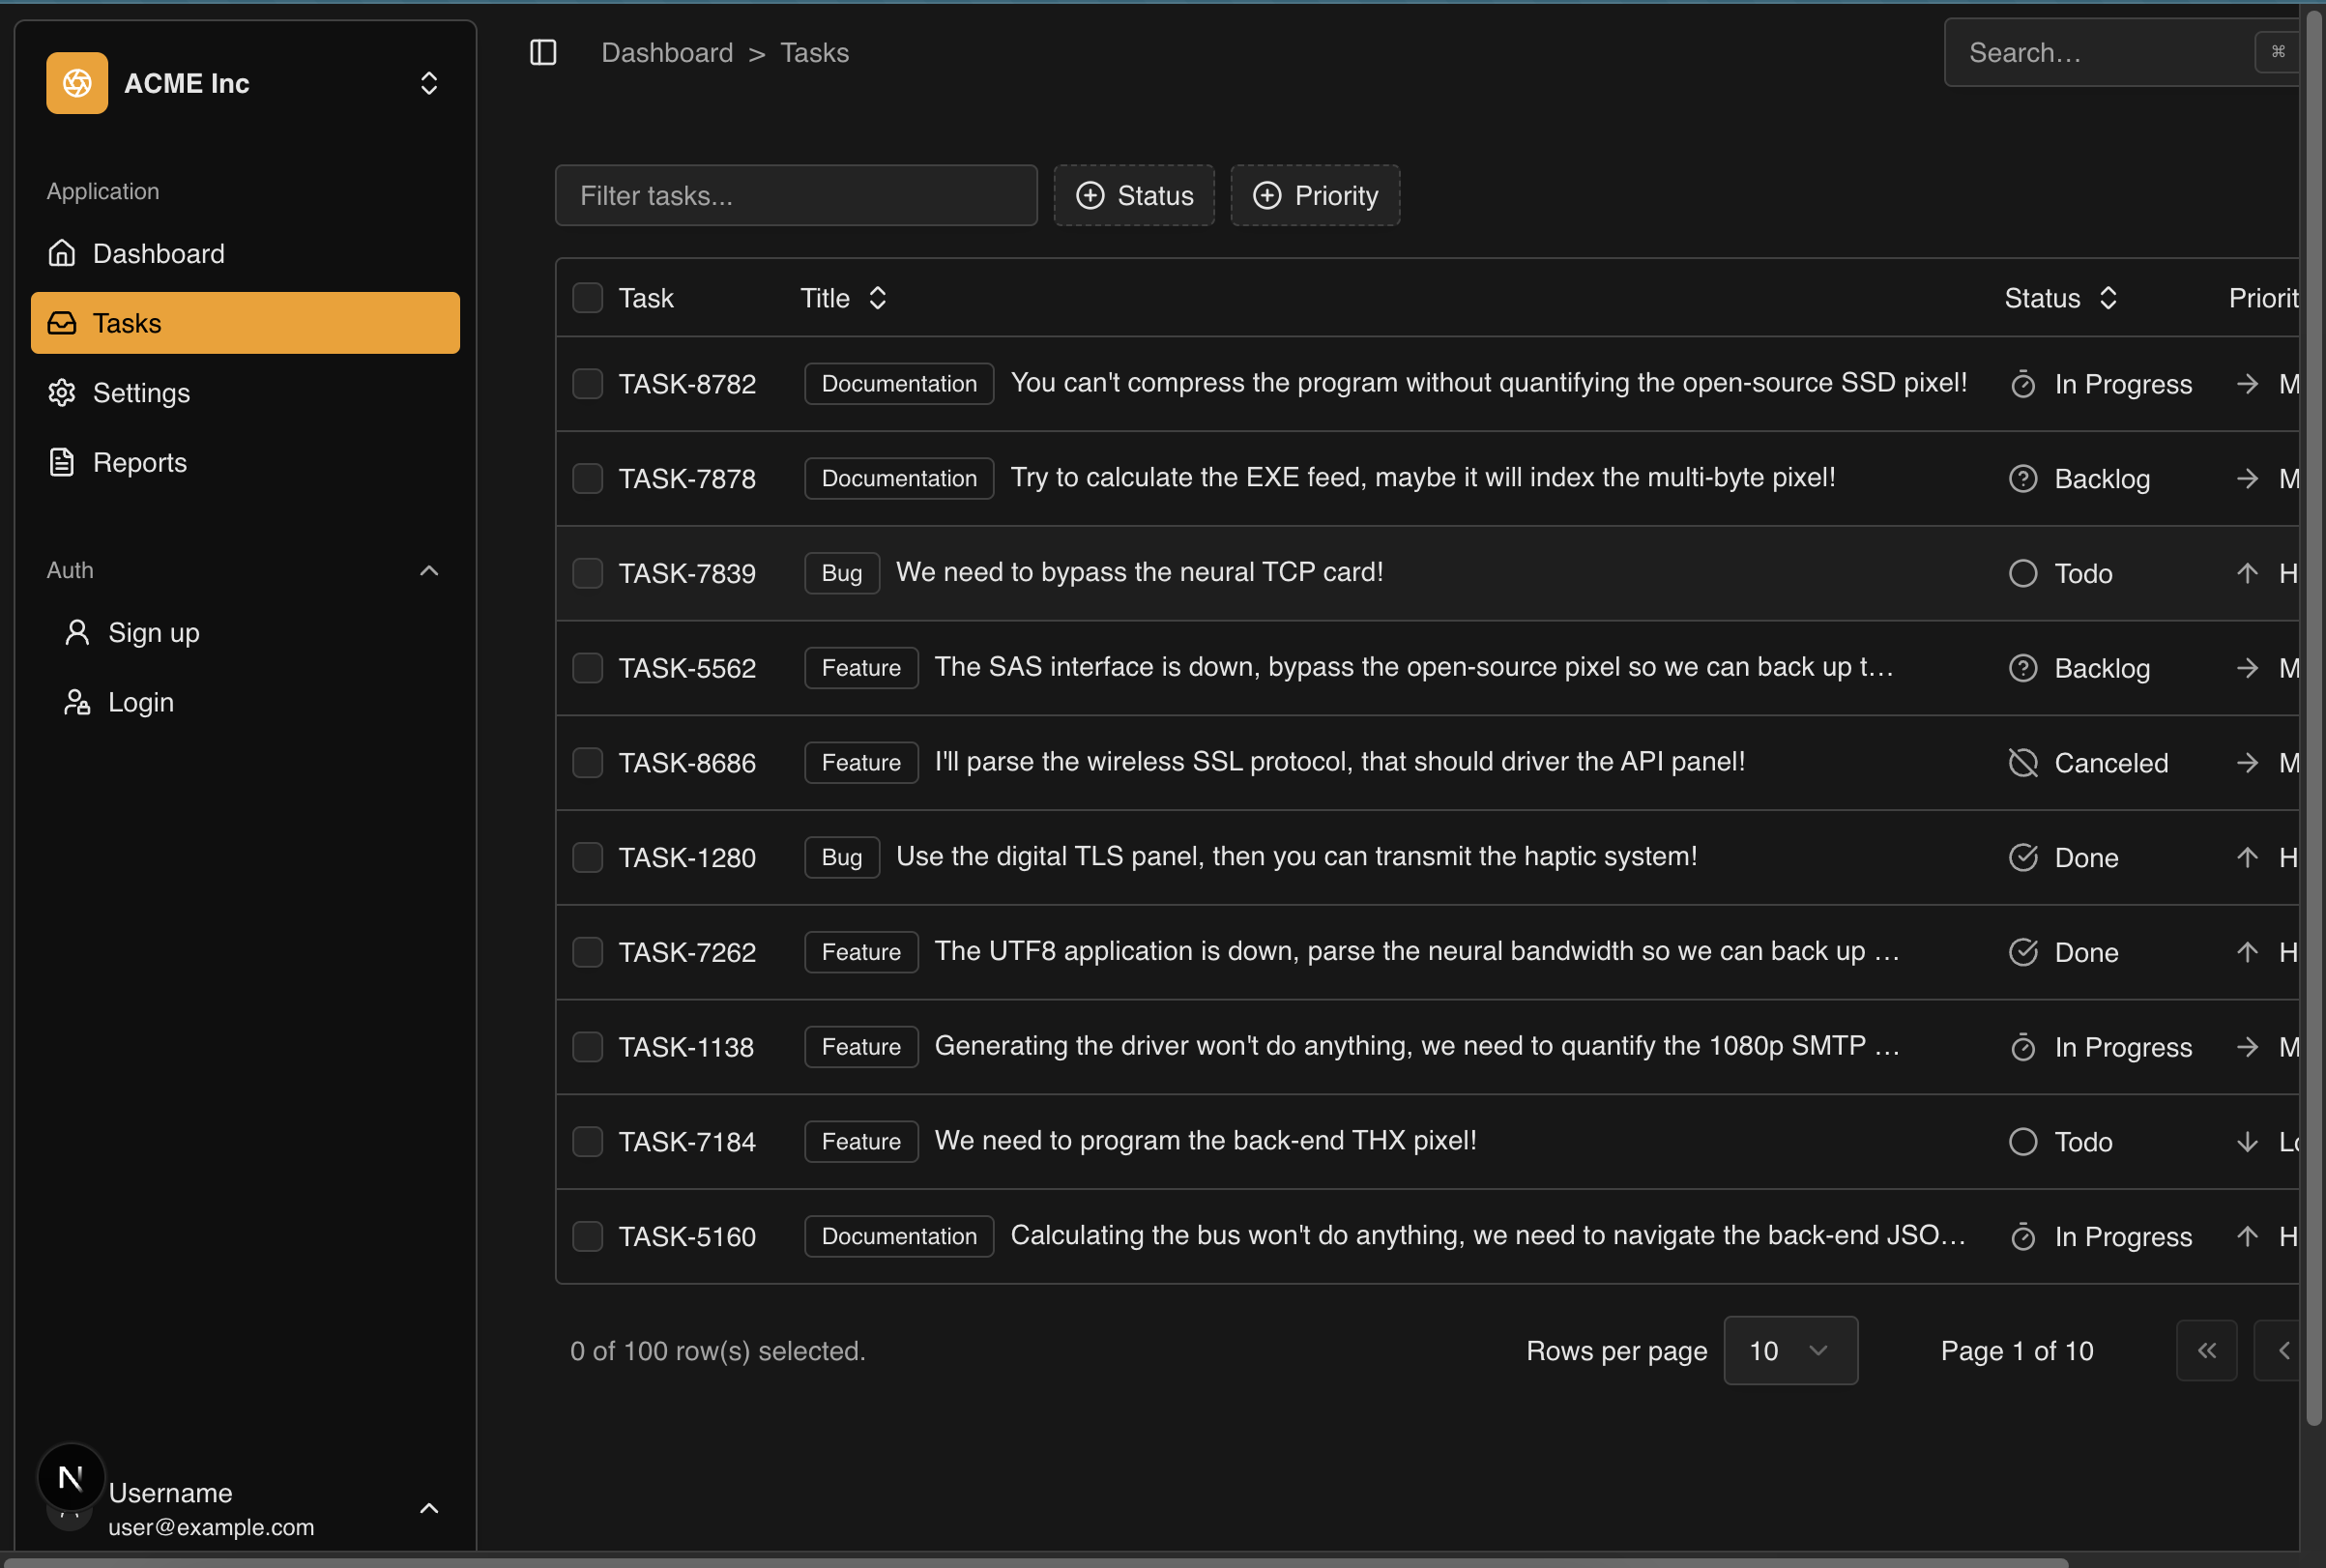 ACME Inc
Dashboard > Tasks
Search...
⌘
Application
Dashboard
Tasks
Settings
Reports
Auth
Sign up
Login
Filter tasks...
Status
Priority
Task Title Status Priorit
TASK-8782 Documentation You can't compress the program without quantifying the open-source SSD pixel! In Progress M
TASK-7878 Documentation Try to calculate the EXE feed, maybe it will index the multi-byte pixel! Backlog M
TASK-7839 Bug We need to bypass the neural TCP card! Todo H
TASK-5562 Feature The SAS interface is down, bypass the open-source pixel so we can back up t... Backlog M
TASK-8686 Feature I'll parse the wireless SSL protocol, that should driver the API panel! Canceled M
TASK-1280 Bug Use the digital TLS panel, then you can transmit the haptic system! Done H
TASK-7262 Feature The UTF8 application is down, parse the neural bandwidth so we can back up ... Done H
TASK-1138 Feature Generating the driver won't do anything, we need to quantify the 1080p SMTP ... In Progress M
TASK-7184 Feature We need to program the back-end THX pixel! Todo Lo
TASK-5160 Documentation Calculating the bus won't do anything, we need to navigate the back-end JSO... In Progress H
0 of 100 row(s) selected.
Rows per page 10
Page 1 of 10
N
Username
user@example.com